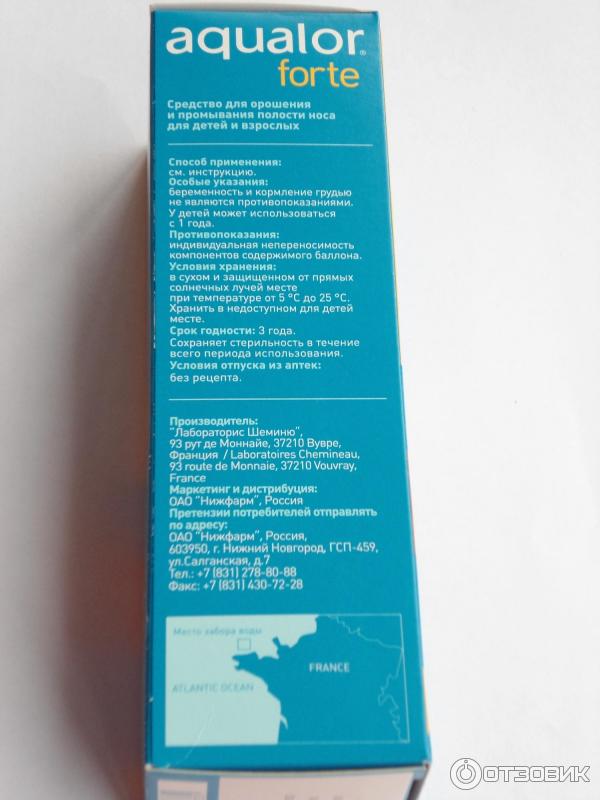 aqualor®
forte
Средство для орошения
и промывания полости носа
для детей и взрослых
Способ применения:
см. инструкцию.
Особые указания:
беременность и кормление грудью
не являются противопоказаниями.
У детей может использоваться
с 1 года.
Противопоказания:
индивидуальная непереносимость
компонентов содержимого баллона.
Условия хранения:
в сухом и защищенном от прямых
солнечных лучей месте
при температуре от 5 °С до 25 °С.
Хранить в недоступном для детей
месте.
Срок годности: 3 года.
Сохраняет стерильность в течение
всего периода использования.
Условия отпуска из аптек:
без рецепта.
Производитель:
"Лабораторис Шеминю",
93 рут де Моннайе, 37210 Вувре,
Франция / Laboratoires Chemineau,
93 route de Monnaie, 37210 Vouvray,
France
Маркетинг и дистрибуция:
ОАО "Нижфарм", Россия
Претензии потребителей отправлять
по адресу:
ОАО "Нижфарм", Россия,
603950, г. Нижний Новгород, ГСП-459,
ул.Салганская, д.7
Тел.: +7 (831) 278-80-88
Факс: +7 (831) 430-72-28
Место забора воды
FRANCE
ATLANTIC OCEAN
ОТЗОВИК